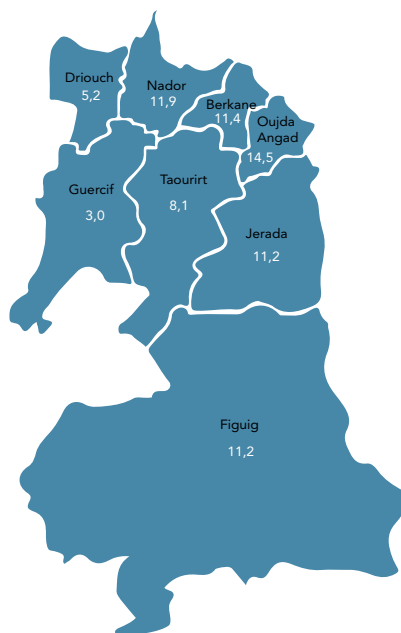 Driouch
5,2
Nador
11,9
Berkane
11,4
Oujda
Angad
14,5
Guercif
3,0
Taourirt
8,1
Jerada
11,2
Figuig
11,2